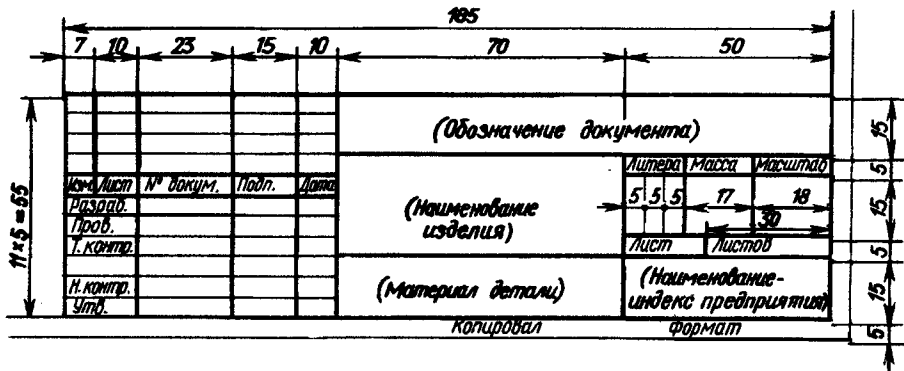 185
7 10 23 15 10 70 50
(Обозначение документа)
15
Литера Масса Масштаб
5
11×5=55
Изм Лист № докум. Подп. Дата
5 5 5 17 18
15
Разраб.
(Наименование
изделия)
30
Пров.
Т. контр.
Лист Листов
5
(Материал детали)
(Наименование-
индекс предприятия)
15
Н. контр.
Утв.
Копировал Формат
5